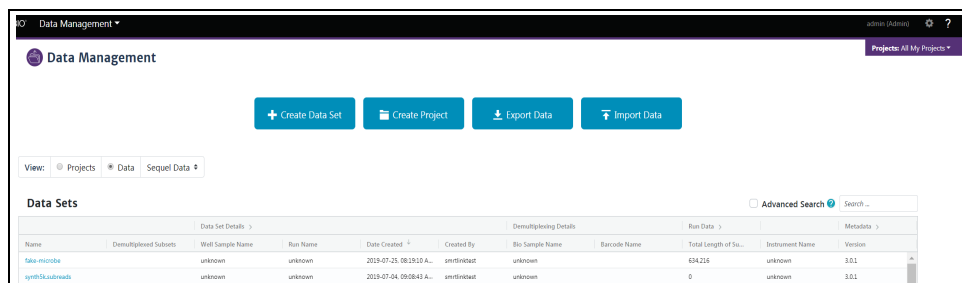 IO' Data Management admin (Admin) ?
Projects: All My Projects
Data Management
Create Data Set Create Project Export Data Import Data
View: Projects Data Sequel Data
Data Sets Advanced Search ? Search ...
Data Set Details > Demultiplexing Details Run Data > Metadata >
Name Demultiplexed Subsets Well Sample Name Run Name Date Created Created By Bio Sample Name Barcode Name Total Length of Su... Instrument Name Version
fake-microbe unknown unknown 2019-07-25, 08:19:10 A... smrtlinktest unknown 634,216 unknown 3.0.1
synth5k.subreads unknown unknown 2019-07-04, 09:08:43 A... smrtlinktest unknown 0 unknown 3.0.1